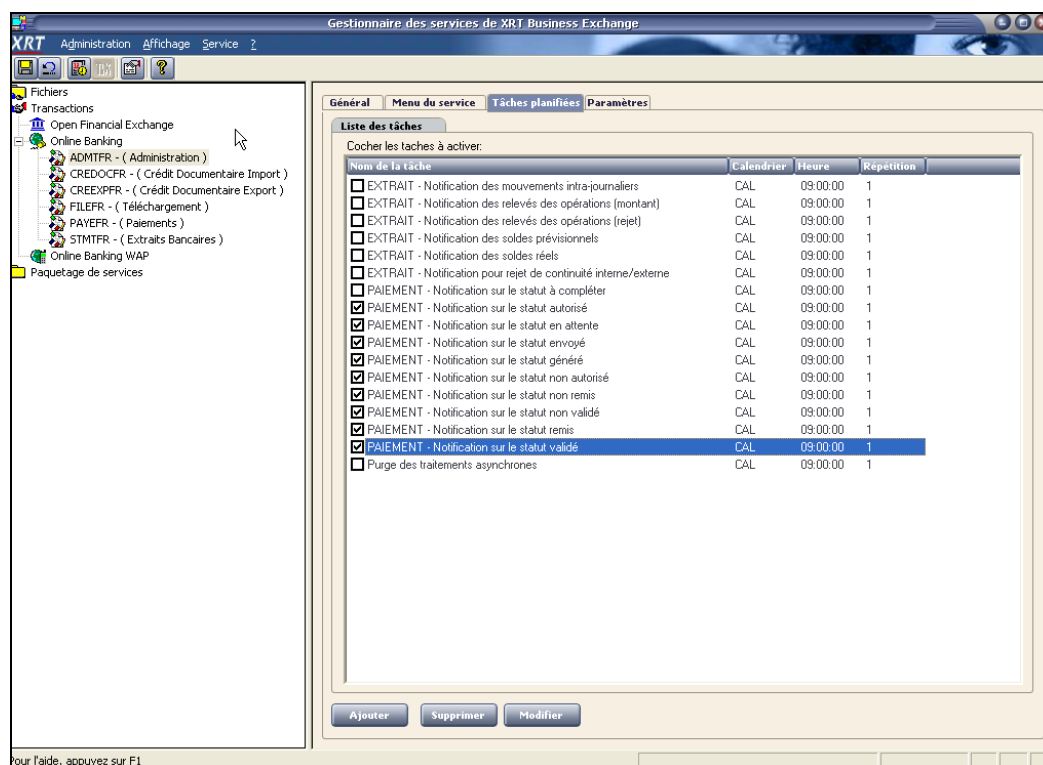 Gestionnaire des services de XRT Business Exchange
XRT Administration Affichage Service ?
Fichiers
Transactions
Open Financial Exchange
Online Banking
ADMTFR - ( Administration )
CREDOCFR - ( Crédit Documentaire Import )
CREEXPFR - ( Crédit Documentaire Export )
FILEFR - ( Téléchargement )
PAYEFR - ( Paiements )
STMTFR - ( Extraits Bancaires )
Online Banking WAP
Paquetage de services
Général Menu du service Tâches planifiées Paramètres
Liste des tâches
Cocher les taches à activer:
Nom de la tâche Calendrier Heure Répétition
EXTRAIT - Notification des mouvements intra-journaliers CAL 09:00:00 1
EXTRAIT - Notification des relevés des opérations (montant) CAL 09:00:00 1
EXTRAIT - Notification des relevés des opérations (rejet) CAL 09:00:00 1
EXTRAIT - Notification des soldes prévisionnels CAL 09:00:00 1
EXTRAIT - Notification des soldes réels CAL 09:00:00 1
EXTRAIT - Notification pour rejet de continuité interne/externe CAL 09:00:00 1
PAIEMENT - Notification sur le statut à compléter CAL 09:00:00 1
PAIEMENT - Notification sur le statut autorisé CAL 09:00:00 1
PAIEMENT - Notification sur le statut en attente CAL 09:00:00 1
PAIEMENT - Notification sur le statut envoyé CAL 09:00:00 1
PAIEMENT - Notification sur le statut généré CAL 09:00:00 1
PAIEMENT - Notification sur le statut non autorisé CAL 09:00:00 1
PAIEMENT - Notification sur le statut non remis CAL 09:00:00 1
PAIEMENT - Notification sur le statut non validé CAL 09:00:00 1
PAIEMENT - Notification sur le statut remis CAL 09:00:00 1
PAIEMENT - Notification sur le statut validé CAL 09:00:00 1
Purge des traitements asynchrones CAL 09:00:00 1
Ajouter Supprimer Modifier
Pour l'aide, appuyez sur F1